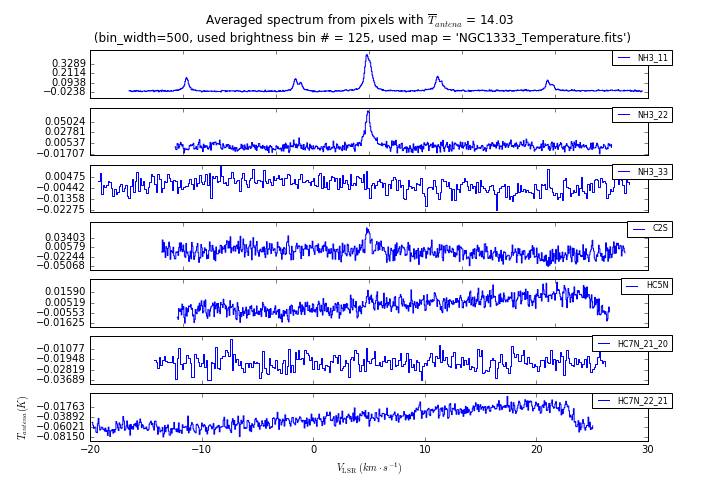 Averaged spectrum from pixels with T̅antena = 14.03
(bin_width=500, used brightness bin # = 125, used map = 'NGC1333_Temperature.fits')
NH3_11
0.3289
0.2114
0.0938
−0.0238
NH3_22
0.05024
0.02781
0.00537
−0.01707
NH3_33
0.00475
−0.00442
−0.01358
−0.02275
C2S
0.03403
0.00579
−0.02244
−0.05068
HC5N
0.01590
0.00519
−0.00553
−0.01625
HC7N_21_20
−0.01077
−0.01948
−0.02819
−0.03689
HC7N_22_21
−0.01763
−0.03892
−0.06021
−0.08150
Tantena(K)
−20 −10 0 10 20 30
VLSR (km · s−1)